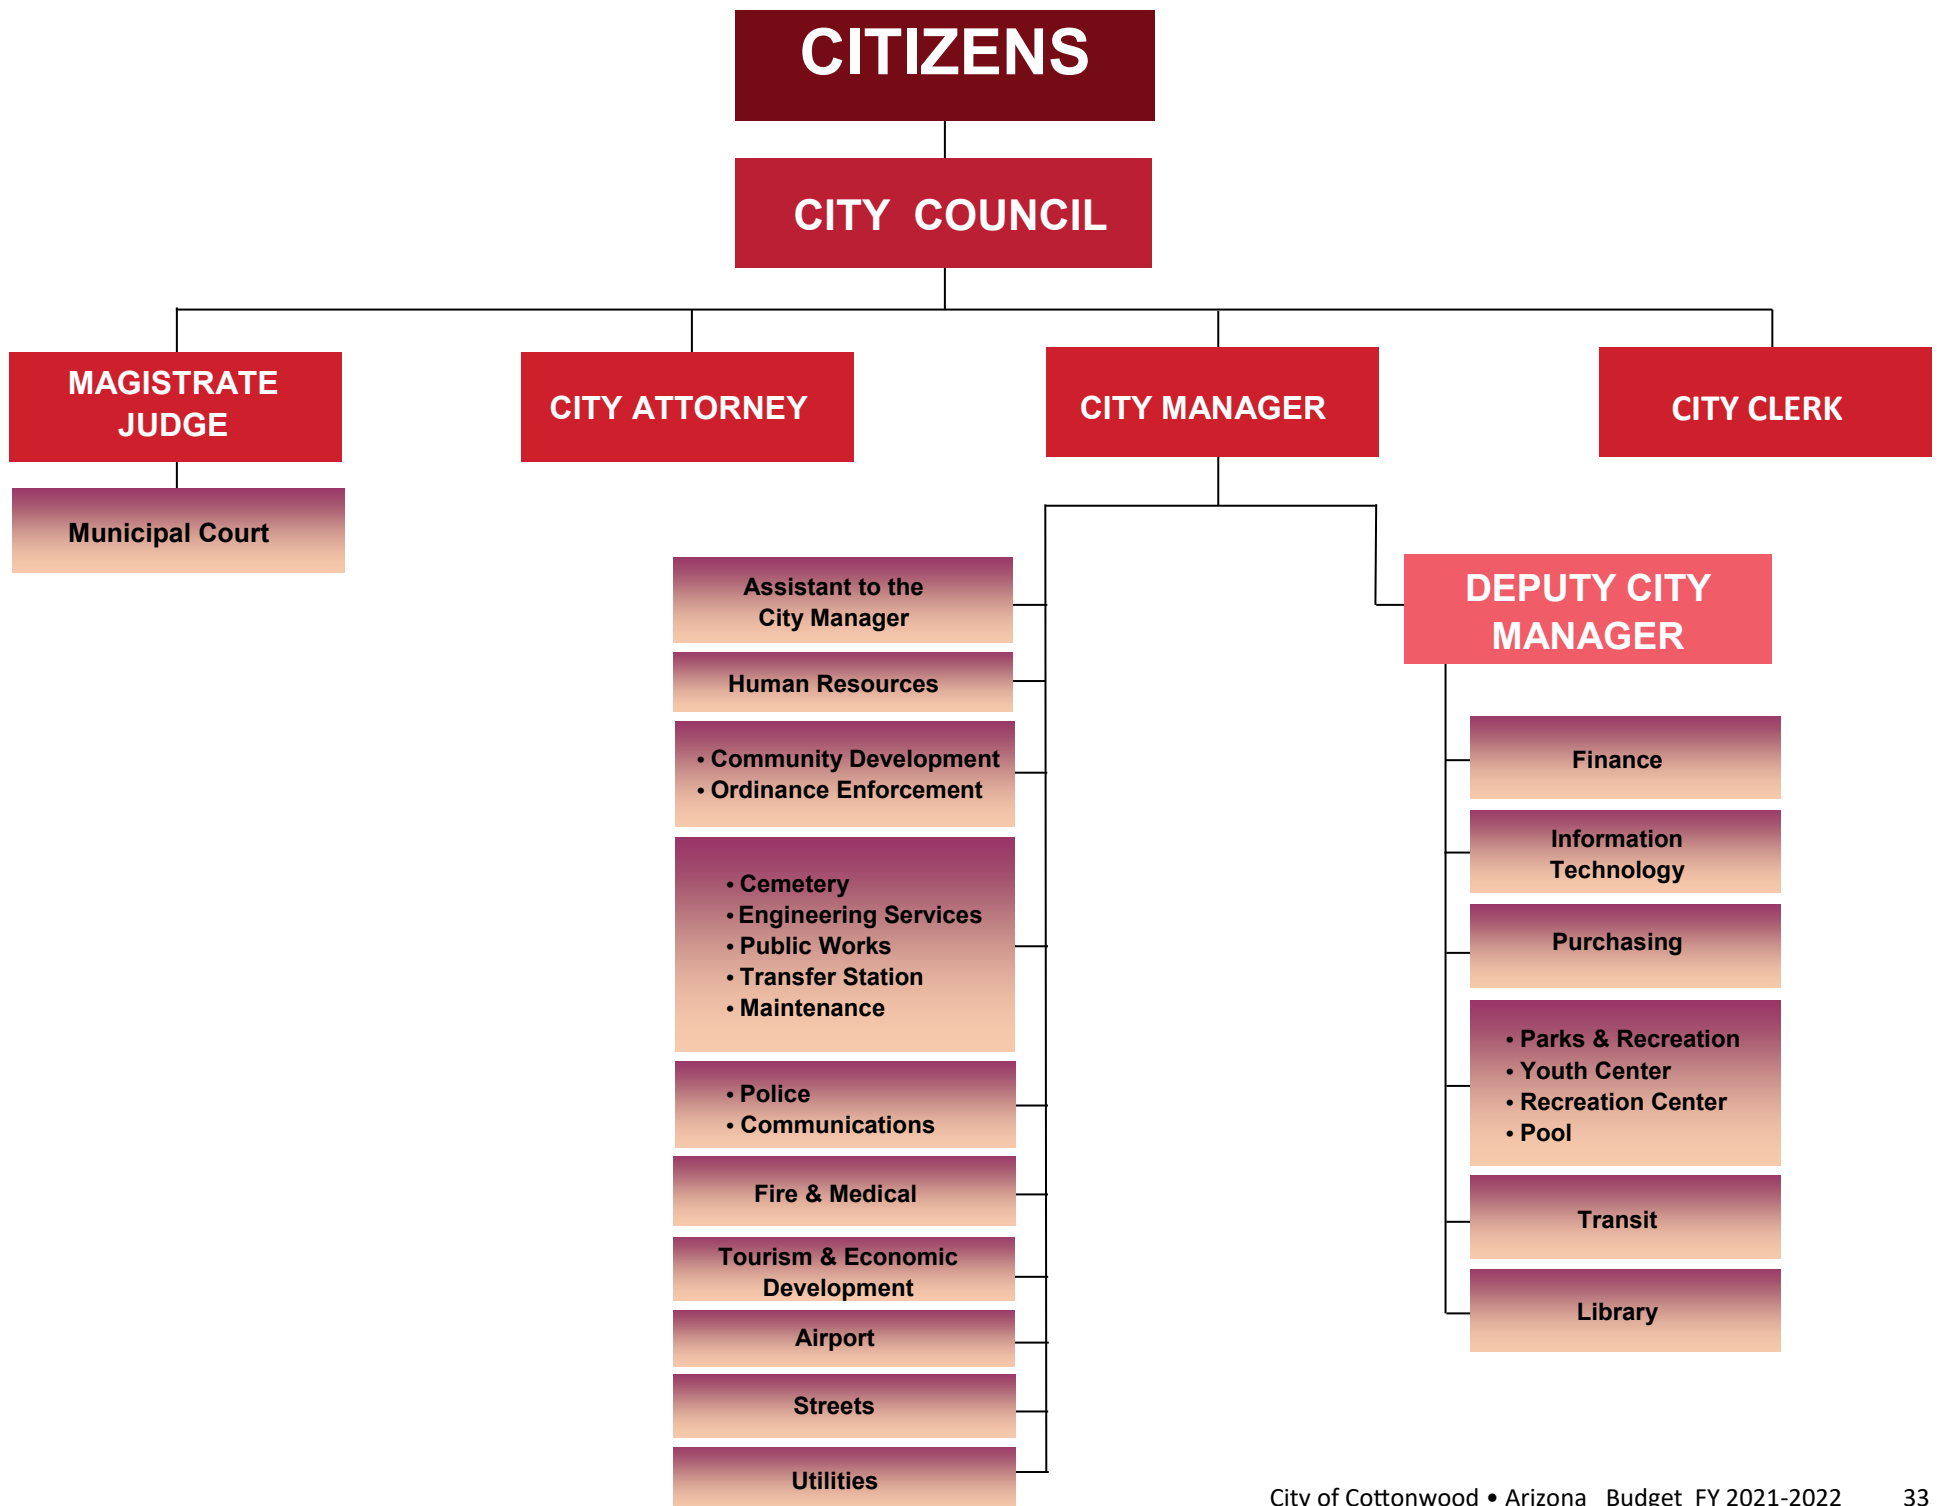 CITIZENS
CITY COUNCIL
MAGISTRATE
JUDGE
CITY ATTORNEY
CITY MANAGER
CITY CLERK
Municipal Court
Assistant to the
City Manager
Human Resources
• Community Development
• Ordinance Enforcement
• Cemetery
• Engineering Services
• Public Works
• Transfer Station
• Maintenance
• Police
• Communications
Fire & Medical
Tourism & Economic
Development
Airport
Streets
Utilities
DEPUTY CITY
MANAGER
Finance
Information
Technology
Purchasing
• Parks & Recreation
• Youth Center
• Recreation Center
• Pool
Transit
Library
City of Cottonwood • Arizona Budget FY 2021-2022 33